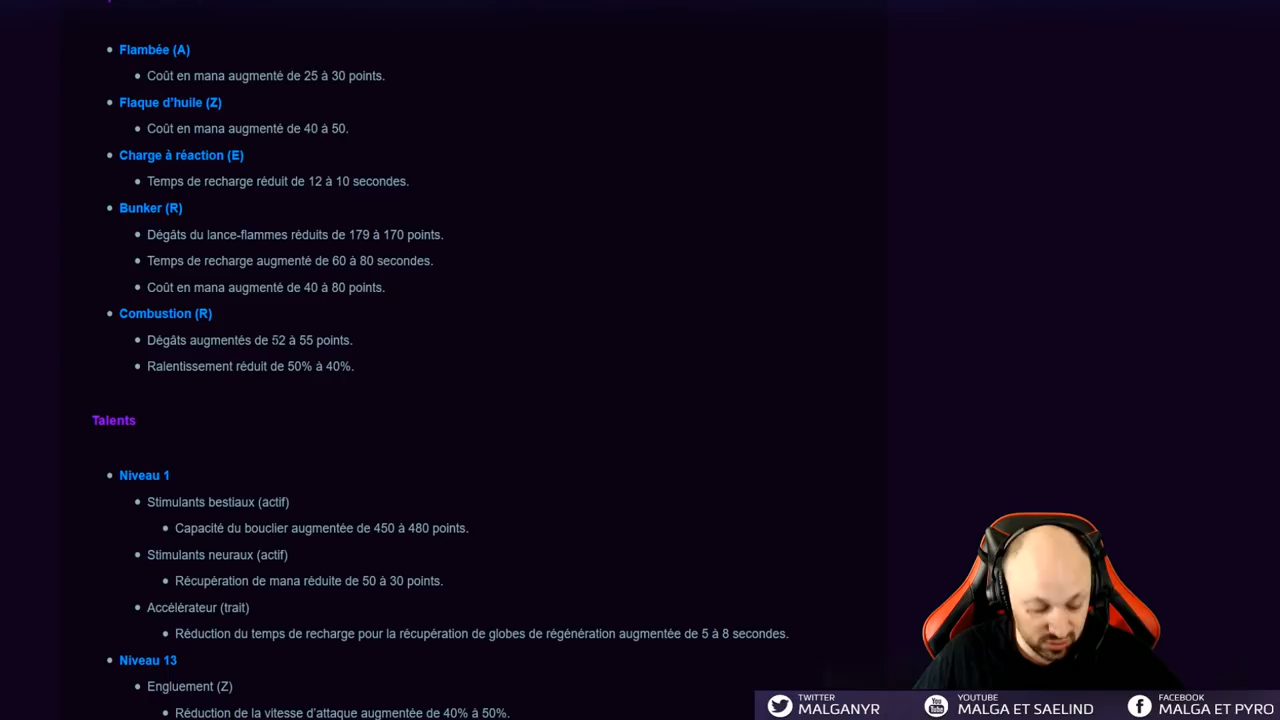 Flambée (A)
Coût en mana augmenté de 25 à 30 points.
Flaque d'huile (Z)
Coût en mana augmenté de 40 à 50.
Charge à réaction (E)
Temps de recharge réduit de 12 à 10 secondes.
Bunker (R)
Dégâts du lance-flammes réduits de 179 à 170 points.
Temps de recharge augmenté de 60 à 80 secondes.
Coût en mana augmenté de 40 à 80 points.
Combustion (R)
Dégâts augmentés de 52 à 55 points.
Ralentissement réduit de 50% à 40%.
Talents
Niveau 1
Stimulants bestiaux (actif)
Capacité du bouclier augmentée de 450 à 480 points.
Stimulants neuraux (actif)
Récupération de mana réduite de 50 à 30 points.
Accélérateur (trait)
Réduction du temps de recharge pour la récupération de globes de régénération augmentée de 5 à 8 secondes.
Niveau 13
Engluement (Z)
Réduction de la vitesse d'attaque augmentée de 40% à 50%.
TWITTER
MALGANYR
You Tube
YOUTUBE
MALGA ET SAELIND
FACEBOOK
MALGA ET PYRO